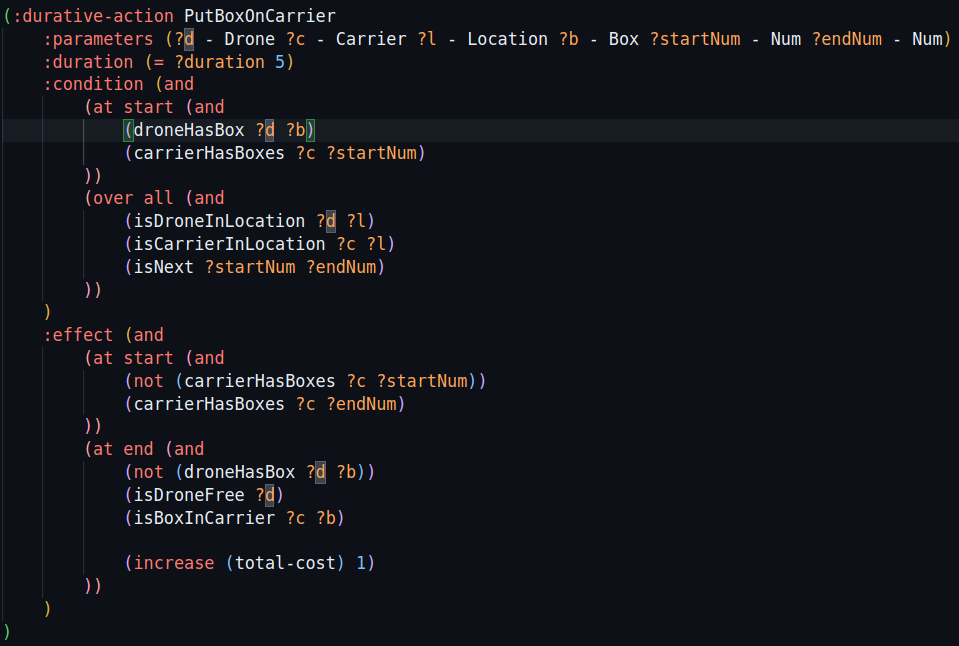 (:durative-action PutBoxOnCarrier
    :parameters (?d - Drone ?c - Carrier ?l - Location ?b - Box ?startNum - Num ?endNum - Num)
    :duration (= ?duration 5)
    :condition (and
        (at start (and
            (droneHasBox ?d ?b)
            (carrierHasBoxes ?c ?startNum)
        ))
        (over all (and
            (isDroneInLocation ?d ?l)
            (isCarrierInLocation ?c ?l)
            (isNext ?startNum ?endNum)
        ))
    )
    :effect (and
        (at start (and
            (not (carrierHasBoxes ?c ?startNum))
            (carrierHasBoxes ?c ?endNum)
        ))
        (at end (and
            (not (droneHasBox ?d ?b))
            (isDroneFree ?d)
            (isBoxInCarrier ?c ?b)

            (increase (total-cost) 1)
        ))
    )
)